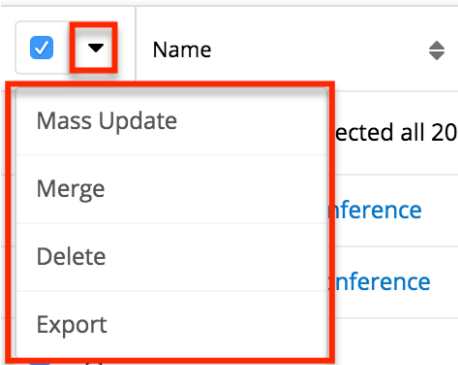 Name
Mass Update
ected all 20
Merge
nference
Delete
nference
Export